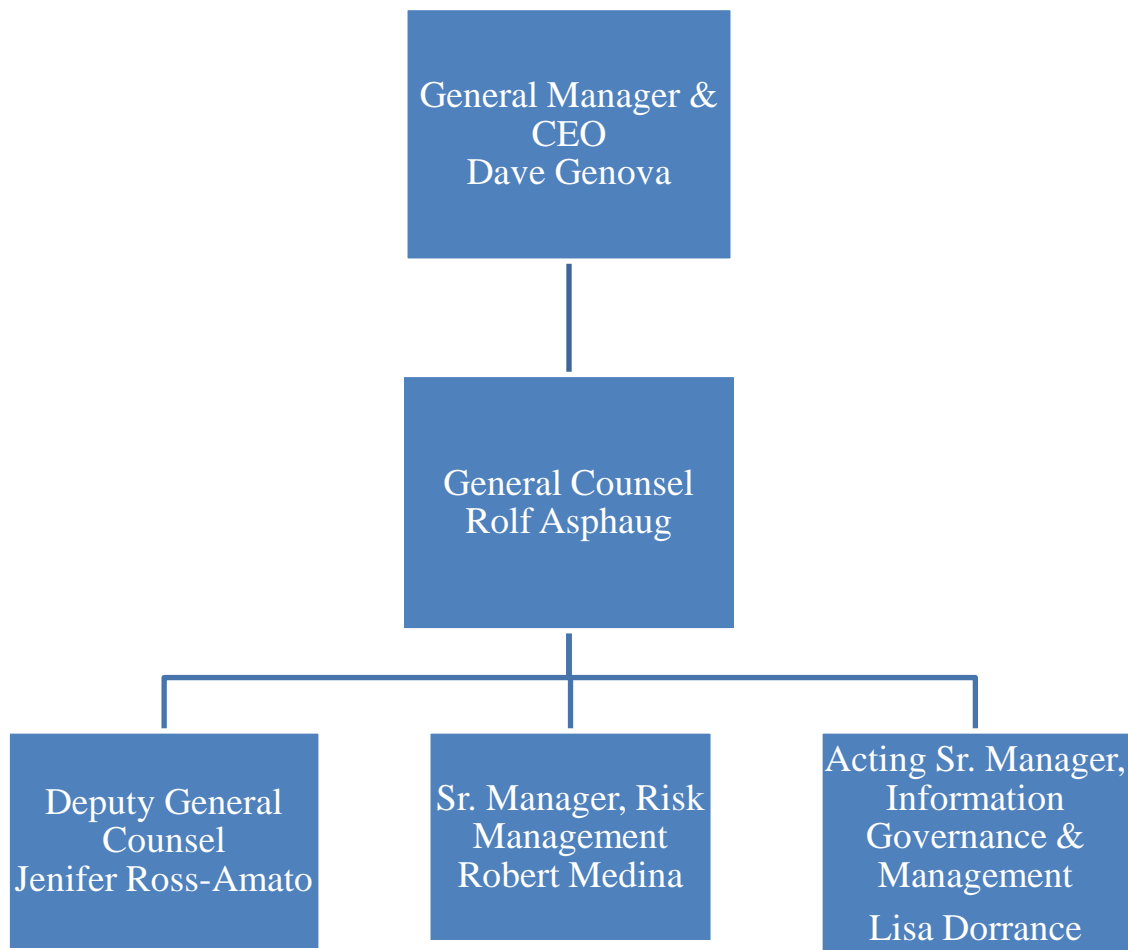 General Manager &
CEO
Dave Genova
General Counsel
Rolf Asphaug
Deputy General
Counsel
Jenifer Ross-Amato
Sr. Manager, Risk
Management
Robert Medina
Acting Sr. Manager,
Information
Governance &
Management
Lisa Dorrance